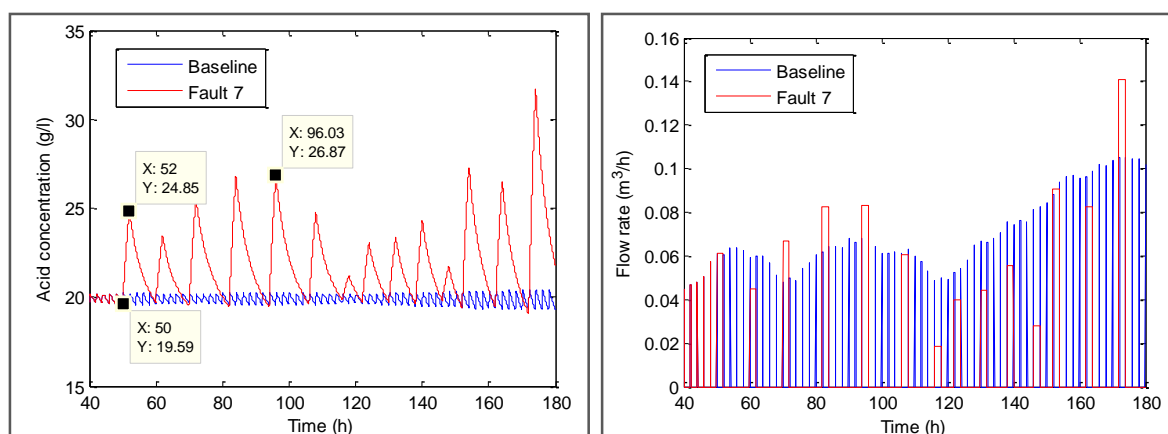 35
30
25
20
15
Acid concentration (g/l)
Baseline
Fault 7
X: 52
Y: 24.85
X: 96.03
Y: 26.87
X: 50
Y: 19.59
40 60 80 100 120 140 160 180
Time (h)
0.16
0.14
0.12
0.1
0.08
0.06
0.04
0.02
0
Flow rate (m³/h)
Baseline
Fault 7
40 60 80 100 120 140 160 180
Time (h)